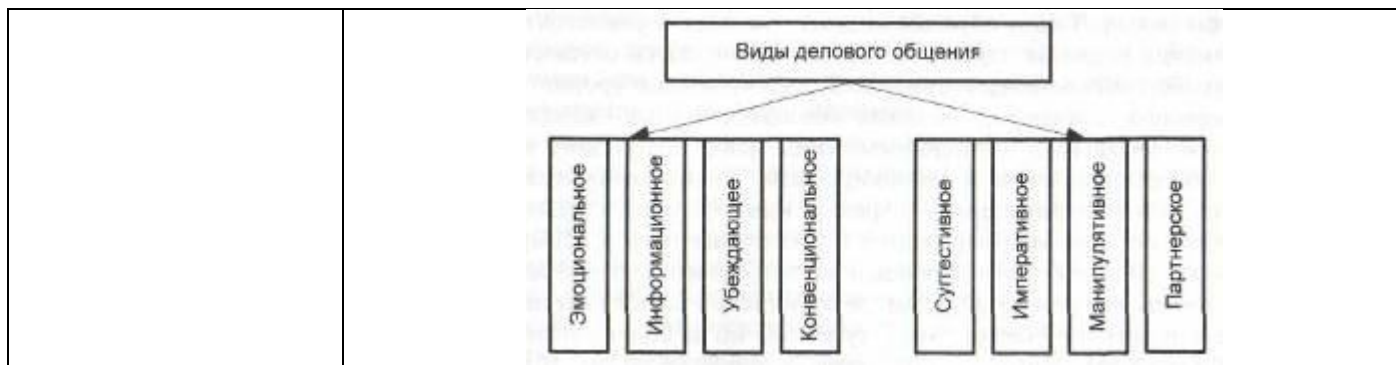 Виды делового общения
Эмоциональное
Информационное
Убеждающее
Конвенциональное
Суггестивное
Императивное
Манипулятивное
Партнерское